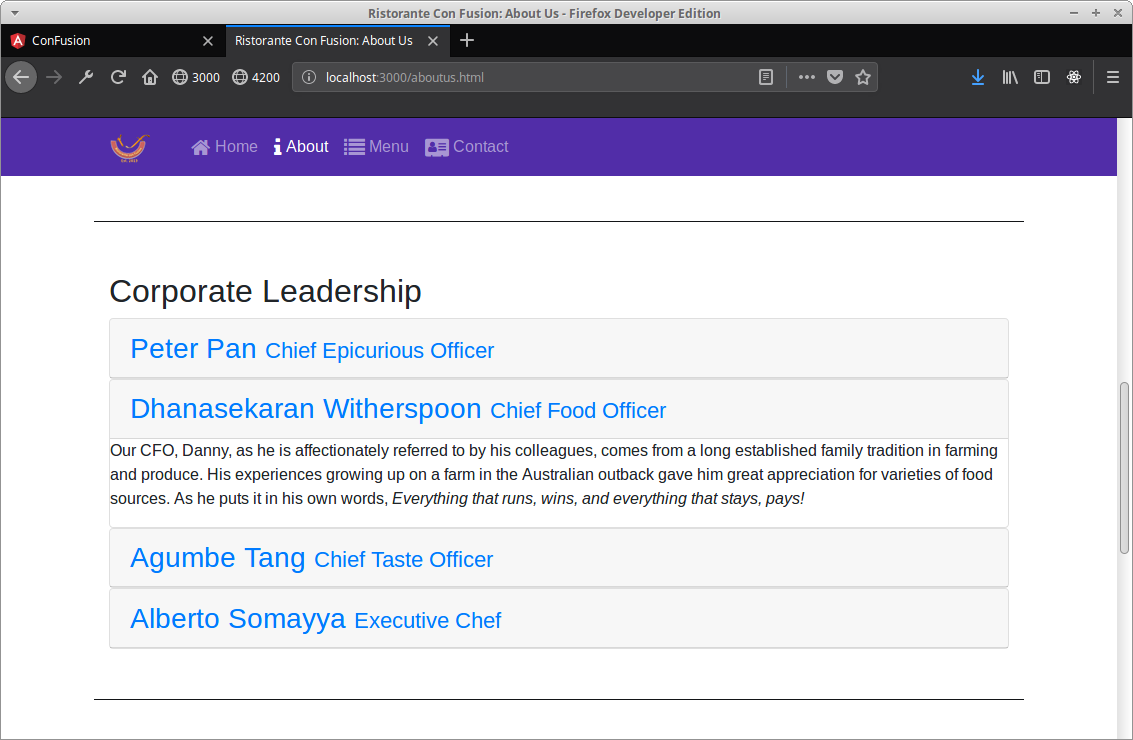 Ristorante Con Fusion: About Us - Firefox Developer Edition
ConFusion
Ristorante Con Fusion: About Us
3000
4200
localhost:3000/aboutus.html
Home
About
Menu
Contact
Corporate Leadership
Peter Pan Chief Epicurious Officer
Dhanasekaran Witherspoon Chief Food Officer
Our CFO, Danny, as he is affectionately referred to by his colleagues, comes from a long established family tradition in farming
and produce. His experiences growing up on a farm in the Australian outback gave him great appreciation for varieties of food
sources. As he puts it in his own words, Everything that runs, wins, and everything that stays, pays!
Agumbe Tang Chief Taste Officer
Alberto Somayya Executive Chef